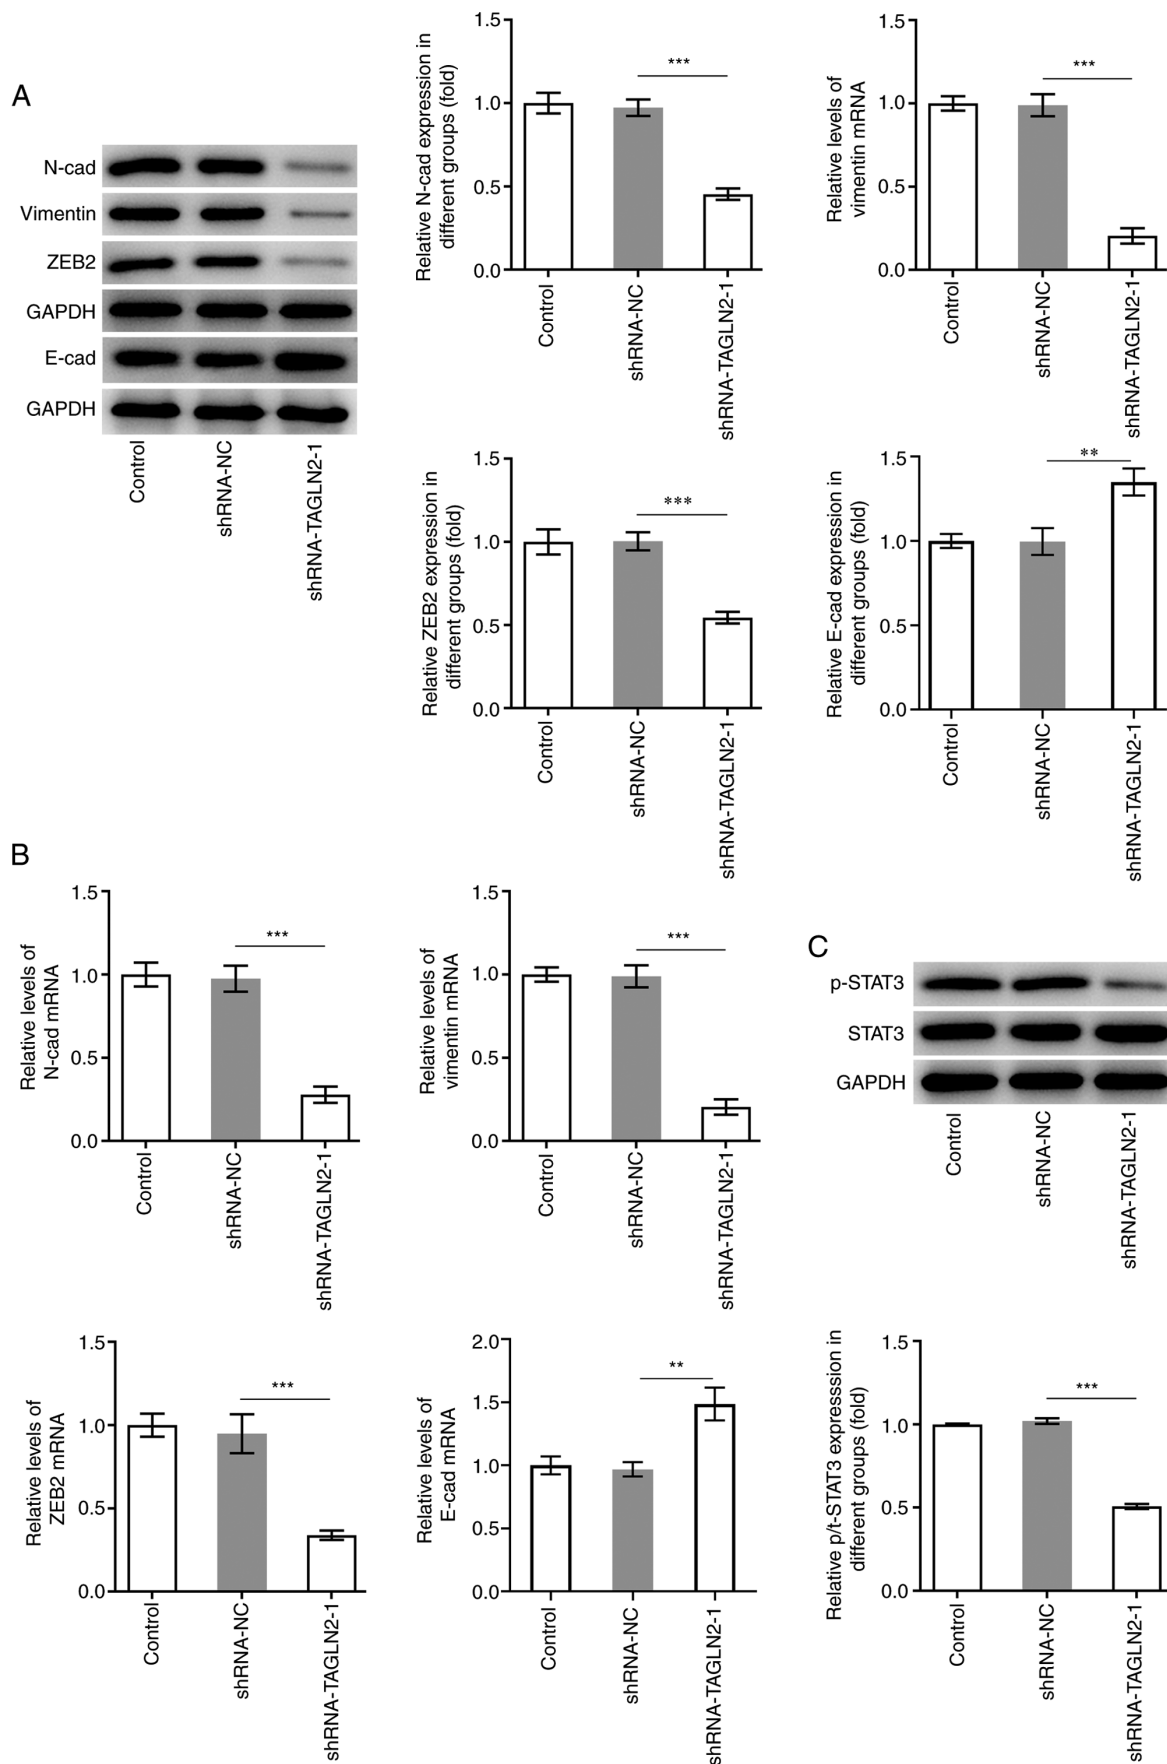 A
N-cad
Vimentin
ZEB2
GAPDH
E-cad
GAPDH
Control
shRNA-NC
shRNA-TAGLN2-1
Relative N-cad expression in
different groups (fold)
1.5
1.0
0.5
0.0
***
Control
shRNA-NC
shRNA-TAGLN2-1
Relative levels of
vimentin mRNA
1.5
1.0
0.5
0.0
***
Control
shRNA-NC
shRNA-TAGLN2-1
Relative ZEB2 expression in
different groups (fold)
1.5
1.0
0.5
0.0
***
Control
shRNA-NC
shRNA-TAGLN2-1
Relative E-cad expression in
different groups (fold)
1.5
1.0
0.5
0.0
**
Control
shRNA-NC
shRNA-TAGLN2-1
B
Relative levels of
N-cad mRNA
1.5
1.0
0.5
0.0
***
Control
shRNA-NC
shRNA-TAGLN2-1
Relative levels of
vimentin mRNA
1.5
1.0
0.5
0.0
***
Control
shRNA-NC
shRNA-TAGLN2-1
Relative levels of
ZEB2 mRNA
1.5
1.0
0.5
0.0
***
Control
shRNA-NC
shRNA-TAGLN2-1
Relative levels of
E-cad mRNA
2.0
1.5
1.0
0.5
0.0
**
Control
shRNA-NC
shRNA-TAGLN2-1
C
p-STAT3
STAT3
GAPDH
Control
shRNA-NC
shRNA-TAGLN2-1
Relative p/t-STAT3 expresssion in
different groups (fold)
1.5
1.0
0.5
0.0
***
Control
shRNA-NC
shRNA-TAGLN2-1